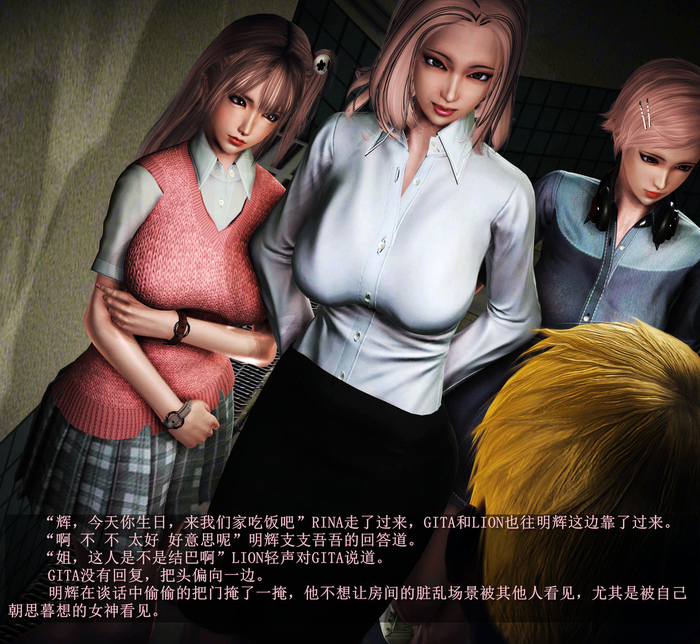 “辉，今天你生日，来我们家吃饭吧”RINA走了过来，GITA和LION也往明辉这边靠了过来。
“啊 不 不 太好 好意思呢”明辉支支吾吾的回答道。
“姐，这人是不是结巴啊”LION轻声对GITA说道。
GITA没有回复，把头偏向一边。
明辉在谈话中偷偷的把门掩了一掩，他不想让房间的脏乱场景被其他人看见，尤其是被自己
朝思暮想的女神看见。